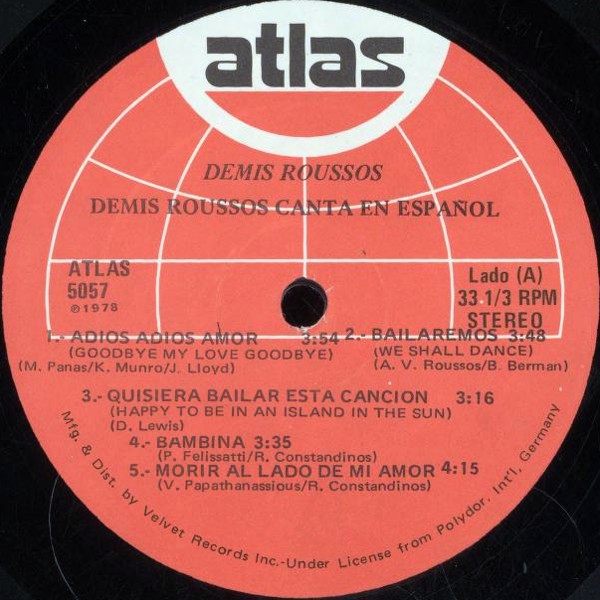 atlas
DEMIS ROUSSOS
DEMIS ROUSSOS CANTA EN ESPAÑOL
ATLAS
5057
℗1978
Lado (A)
33.1/3 RPM
STEREO
1.- ADIOS ADIOS AMOR 3:54
(GOODBYE MY LOVE GOODBYE)
(M. Panas/K. Munro/J. Lloyd)
2.- BAILAREMOS 3:48
(WE SHALL DANCE)
(A. V. Roussos/B. Berman)
3.- QUISIERA BAILAR ESTA CANCION 3:16
(HAPPY TO BE IN AN ISLAND IN THE SUN)
(D. Lewis)
4.- BAMBINA 3:35
(P. Felissatti/R. Constandinos)
5.- MORIR AL LADO DE MI AMOR 4:15
(V. Papathanassious/R. Constandinos)
Mfg. & Dist. by Velvet Records Inc.-Under License from Polydor. Int'l, Germany